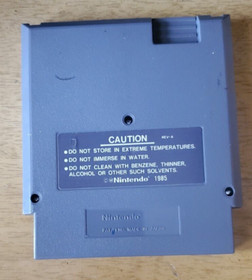 CAUTION
REV-A
• DO NOT STORE IN EXTREME TEMPERATURES.
• DO NOT IMMERSE IN WATER.
• DO NOT CLEAN WITH BENZENE, THINNER,
ALCOHOL OR OTHER SUCH SOLVENTS.
©® Nintendo® 1985
Nintendo